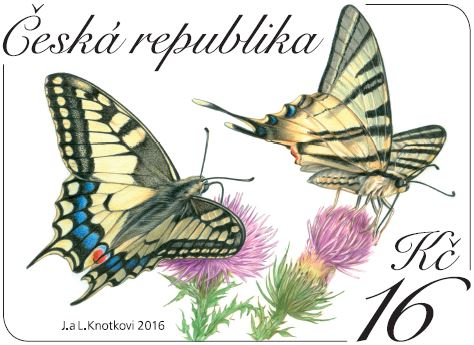 Česká republika
Kč
16
J.a L.Knotkovi 2016